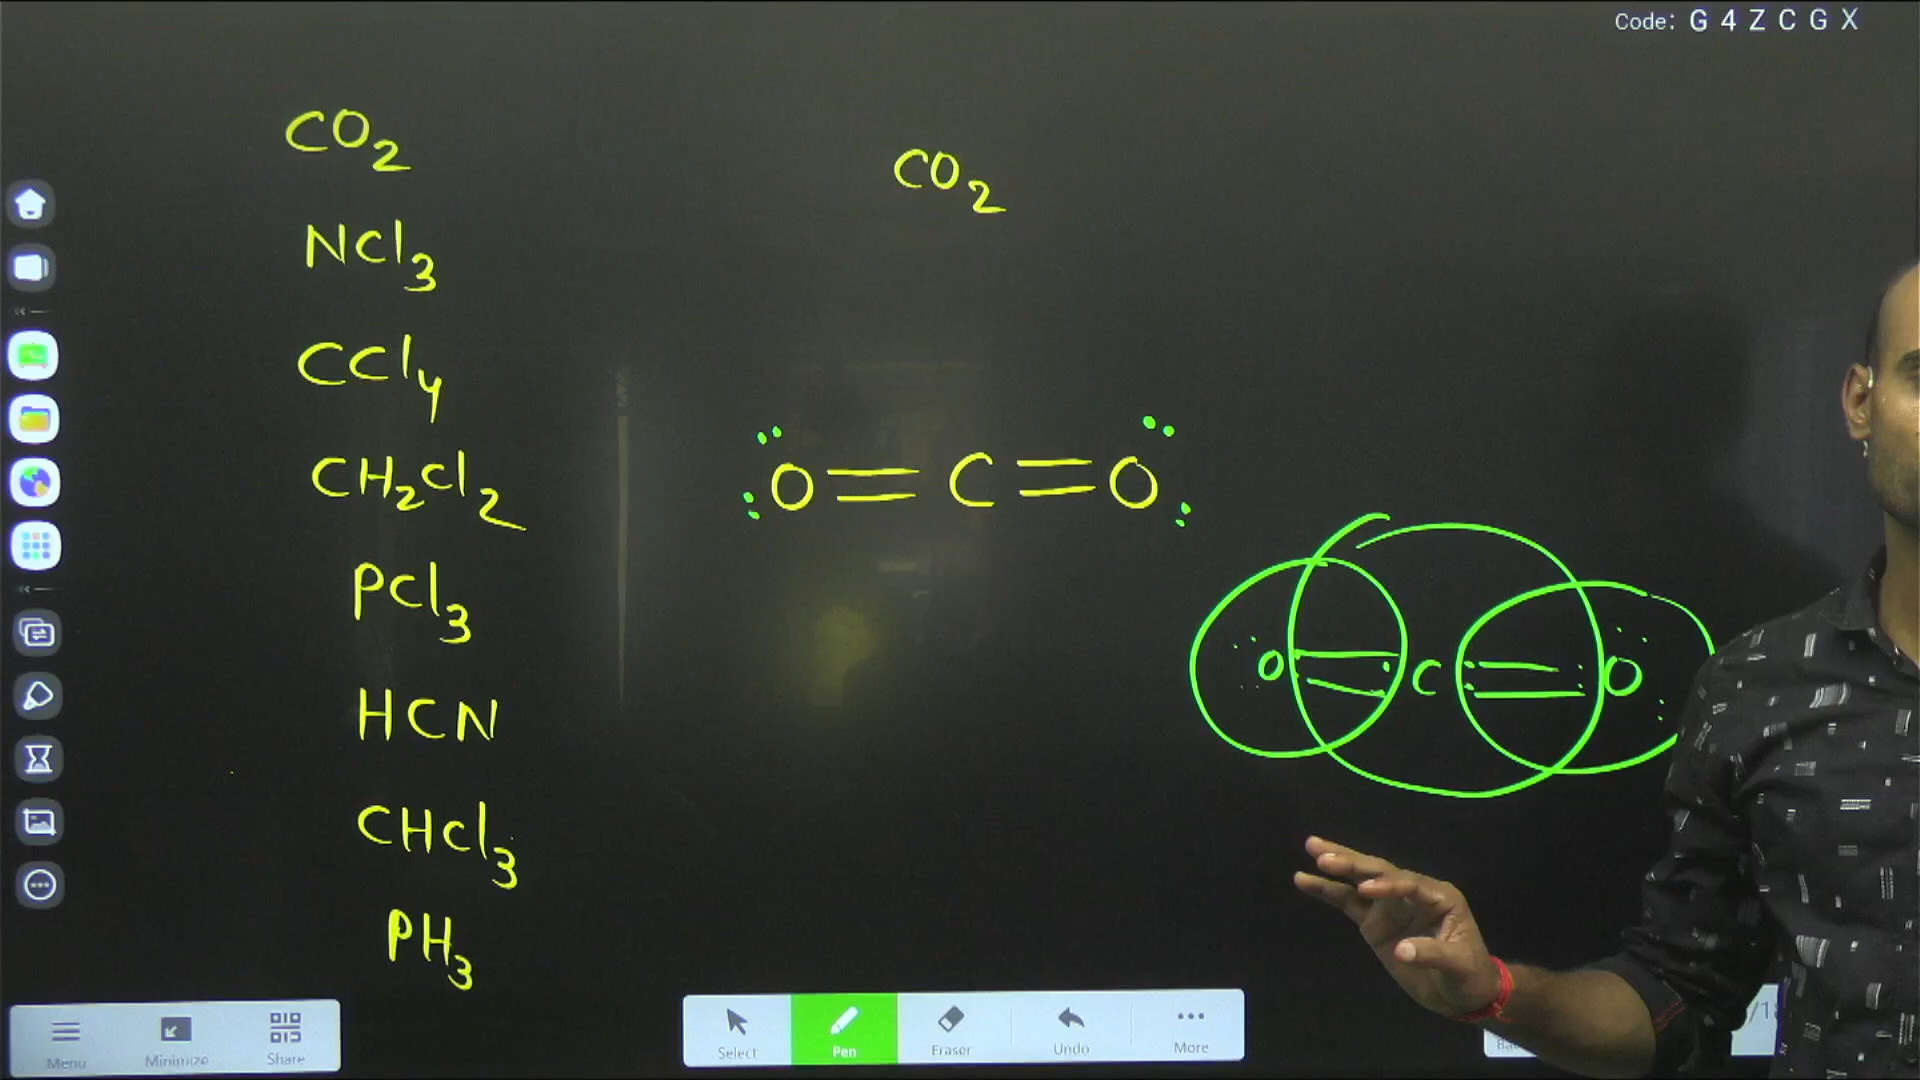 Code: G 4 Z C G X
CO2
NCl3
CCl4
CH2Cl2
PCl3
HCN
CHCl3
PH3
CO2
O=C=O
O=C=O
Menu
Minimize
Share
Select
Pen
Eraser
Undo
More